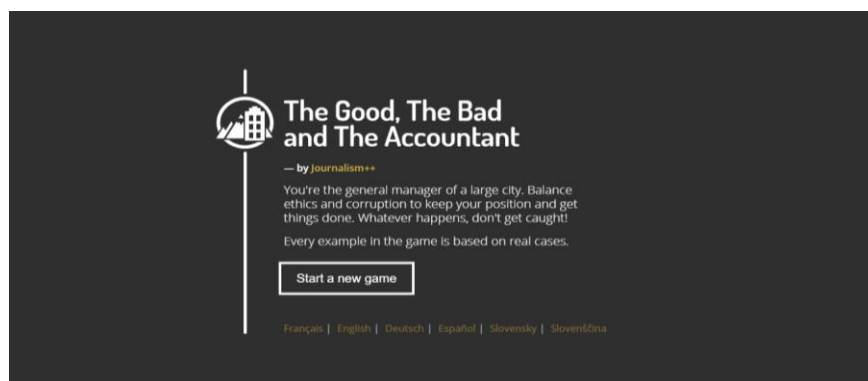 The Good, The Bad
and The Accountant
— by Journalism++
You're the general manager of a large city. Balance
ethics and corruption to keep your position and get
things done. Whatever happens, don't get caught!
Every example in the game is based on real cases.
Start a new game
Français | English | Deutsch | Español | Slovensky | Slovenščina